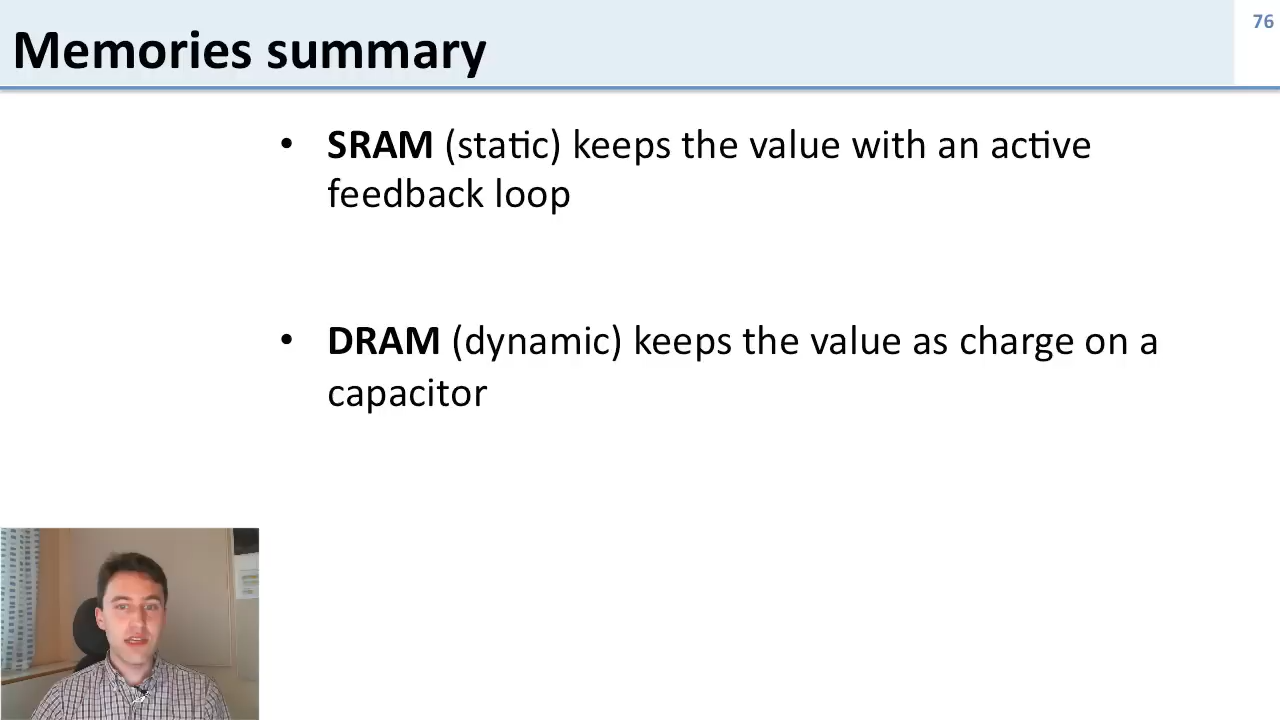 76
Memories summary
• SRAM (static) keeps the value with an active
feedback loop
• DRAM (dynamic) keeps the value as charge on a
capacitor